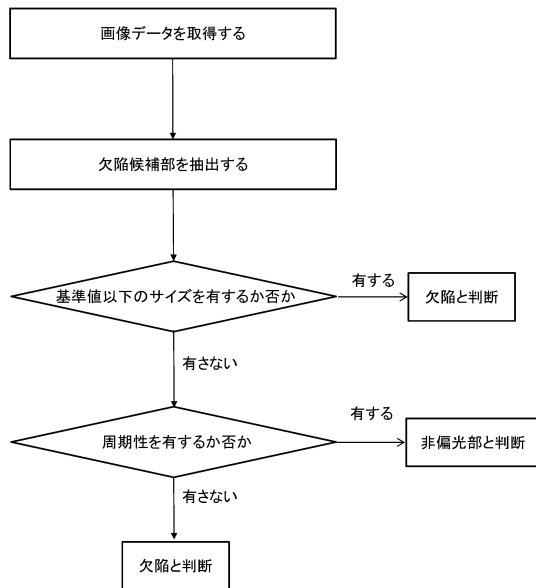 画像データを取得する
欠陥候補部を抽出する
基準値以下のサイズを有するか否か
有する
欠陥と判断
有さない
周期性を有するか否か
有する
非偏光部と判断
有さない
欠陥と判断